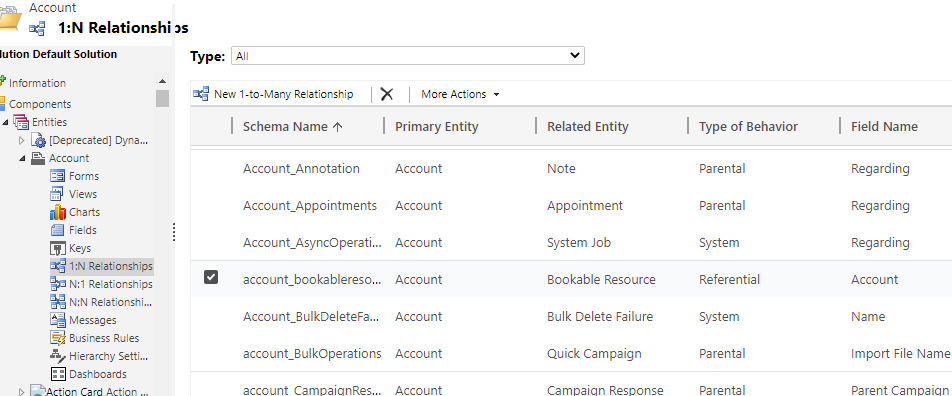 Account
1:N Relationships
lution Default Solution
Type: All
Information
Components
Entities
[Deprecated] Dyna...
Account
Forms
Views
Charts
Fields
Keys
1:N Relationships
N:1 Relationships
N:N Relationshi...
Messages
Business Rules
Hierarchy Setti...
Dashboards
Action Card Action ...
New 1-to-Many Relationship More Actions
Schema Name Primary Entity Related Entity Type of Behavior Field Name
Account_Annotation Account Note Parental Regarding
Account_Appointments Account Appointment Parental Regarding
Account_AsyncOperati... Account System Job System Regarding
account_bookablereso... Account Bookable Resource Referential Account
Account_BulkDeleteFa... Account Bulk Delete Failure System Name
account_BulkOperations Account Quick Campaign Parental Import File Name
account_CampaignRes... Account Campaign Response Parental Parent Campaign